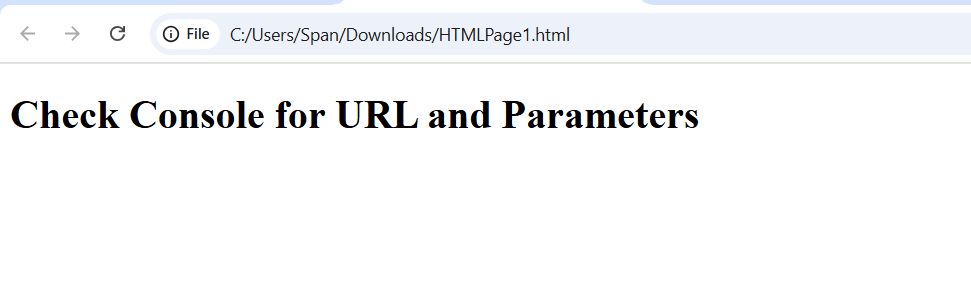 File C:/Users/Span/Downloads/HTMLPage1.html
Check Console for URL and Parameters